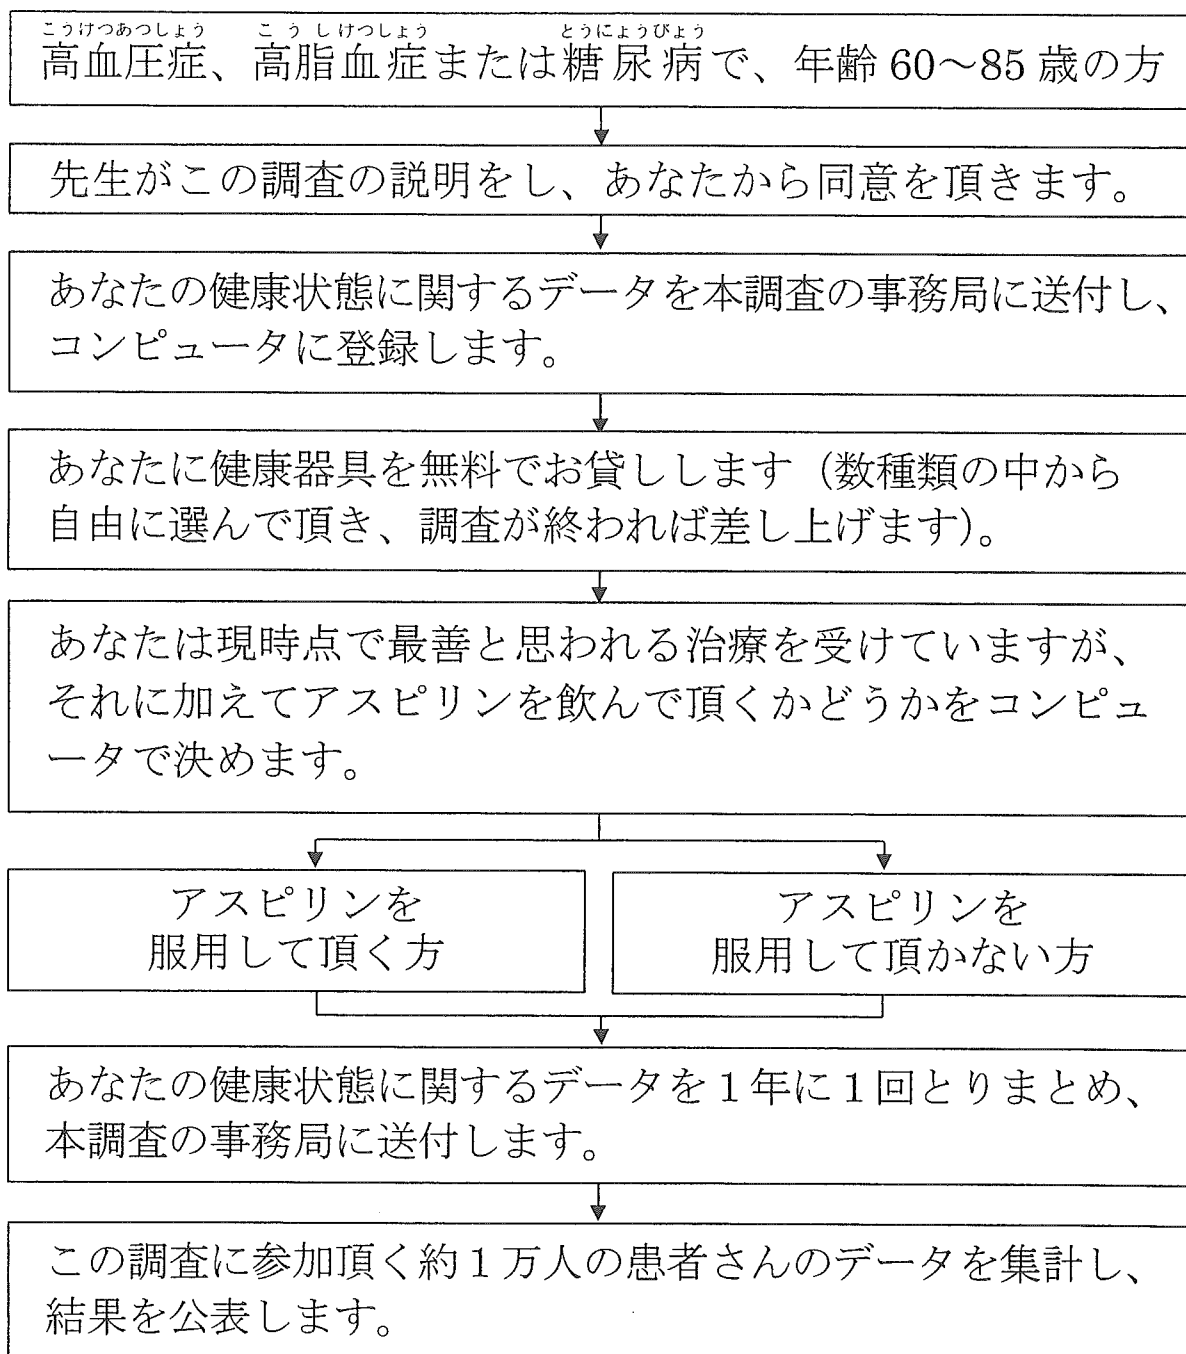 こうけつあつしょう こうしけつしょう とうにょうびょう
高血圧症、高脂血症または糖尿病で、年齢 60～85 歳の方
先生がこの調査の説明をし、あなたから同意を頂きます。
あなたの健康状態に関するデータを本調査の事務局に送付し、
コンピュータに登録します。
あなたに健康器具を無料でお貸しします（数種類の中から
自由に選んで頂き、調査が終われば差し上げます）。
あなたは現時点で最善と思われる治療を受けていますが、
それに加えてアスピリンを飲んで頂くかどうかをコンピュ
ータで決めます。
アスピリンを
服用して頂く方
アスピリンを
服用して頂かない方
あなたの健康状態に関するデータを１年に１回とりまとめ、
本調査の事務局に送付します。
この調査に参加頂く約１万人の患者さんのデータを集計し、
結果を公表します。